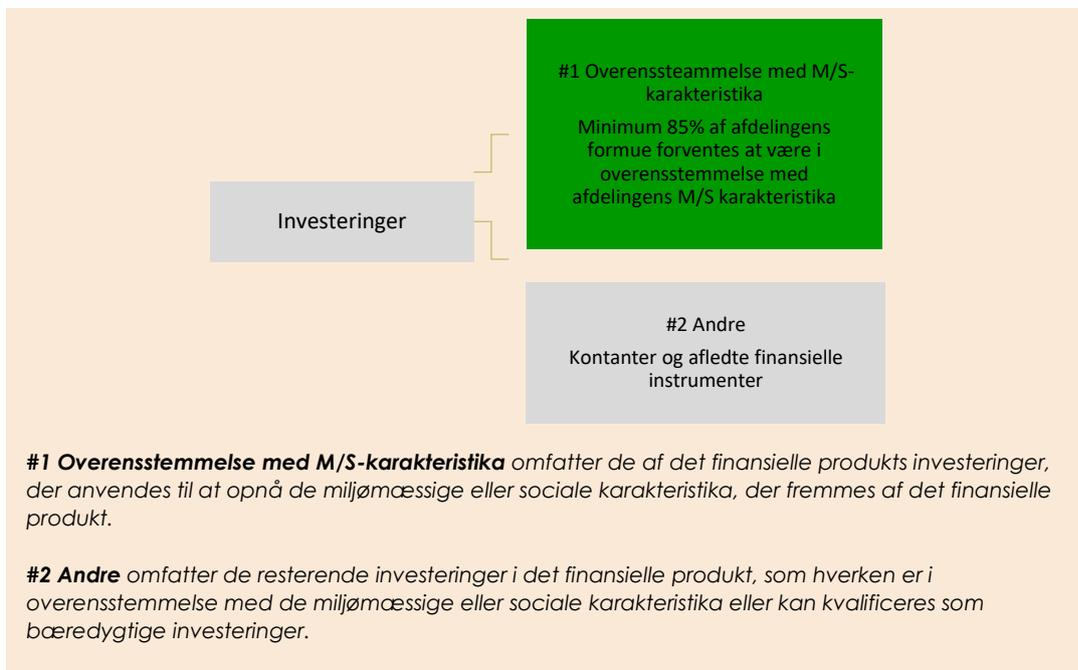 #1 Overenssteammelse med M/S-
karakteristika
Minimum 85% af afdelingens
formue forventes at være i
overensstemmelse med
afdelingens M/S karakteristika
Investeringer
#2 Andre
Kontanter og afledte finansielle
instrumenter
#1 Overensstemmelse med M/S-karakteristika omfatter de af det finansielle produkts investeringer,
der anvendes til at opnå de miljømæssige eller sociale karakteristika, der fremmes af det finansielle
produkt.
#2 Andre omfatter de resterende investeringer i det finansielle produkt, som hverken er i
overensstemmelse med de miljømæssige eller sociale karakteristika eller kan kvalificeres som
bæredygtige investeringer.